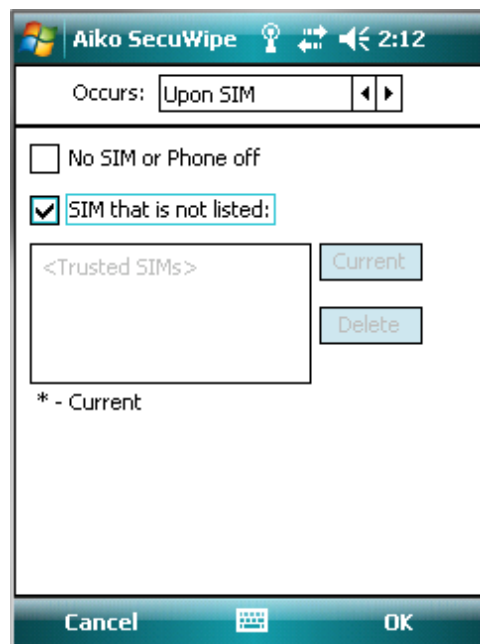 Aiko SecuWipe 2:12
Occurs: Upon SIM
No SIM or Phone off
SIM that is not listed:
<Trusted SIMs> Current
Delete
* - Current
Cancel OK